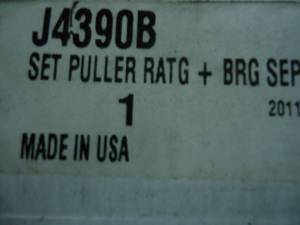 J4390B
SET PULLER RATG + BRG SEP
1
2011
MADE IN USA